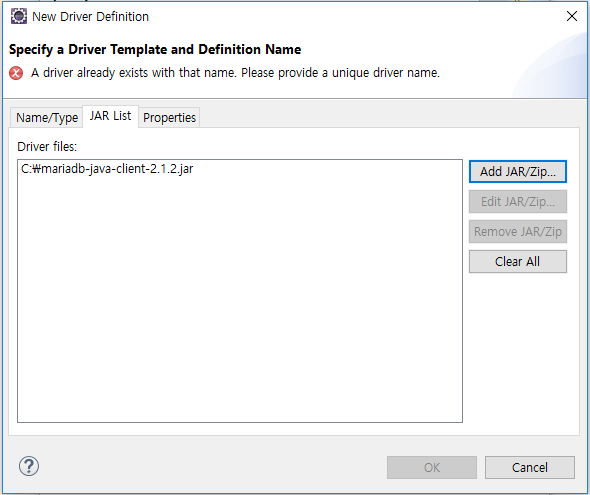 New Driver Definition
Specify a Driver Template and Definition Name
A driver already exists with that name. Please provide a unique driver name.
Name/Type JAR List Properties
Driver files:
C:₩mariadb-java-client-2.1.2.jar
Add JAR/Zip...
Edit JAR/Zip...
Remove JAR/Zip
Clear All
?
OK Cancel